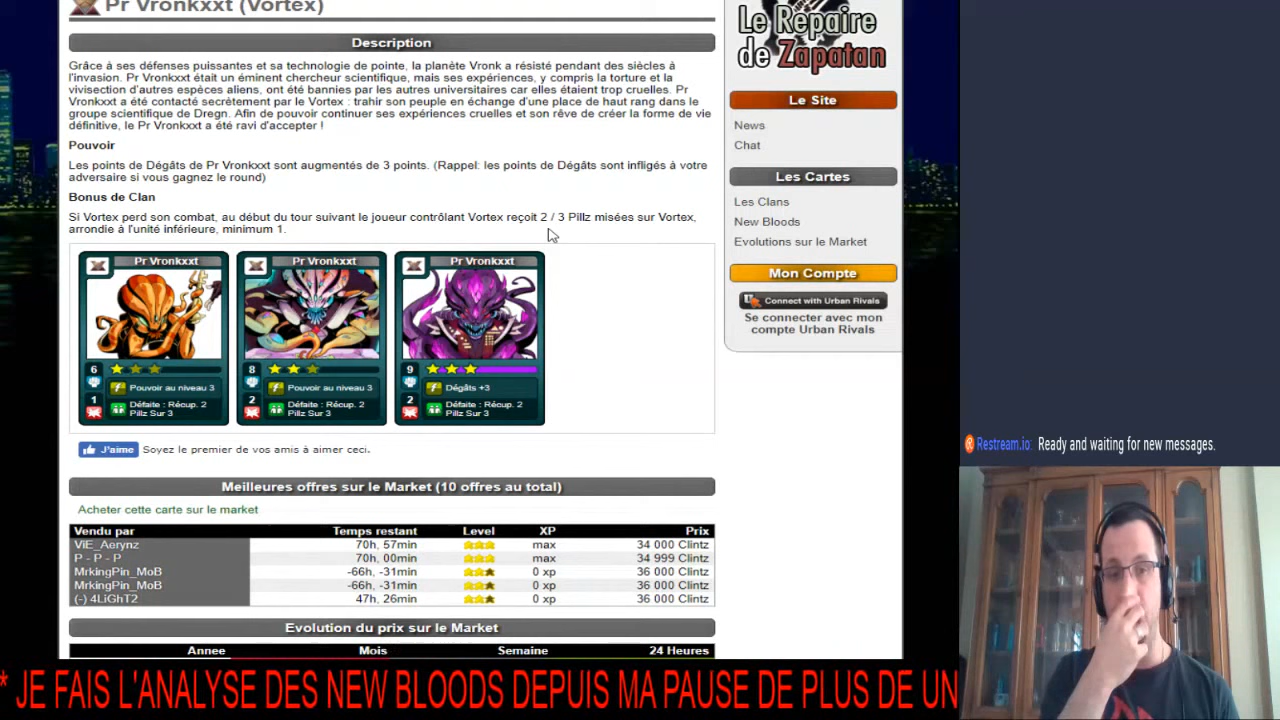 Pr Vronkxxt (Vortex)
Description
Grâce à ses défenses puissantes et sa technologie de pointe, la planète Vronk a résisté pendant des siècles à
l'invasion. Pr Vronkxxt était un éminent chercheur scientifique, mais ses expériences, y compris la torture et la
vivisection d'autres espèces aliens, ont été bannies par les autres universitaires car elles étaient trop cruelles. Pr
Vronkxxt a été contacté secrètement par le Vortex : trahir son peuple en échange d'une place de haut rang dans le
groupe scientifique de Dregn. Afin de pouvoir continuer ses expériences cruelles et son rêve de créer la forme de vie
définitive, le Pr Vronkxxt a été ravi d'accepter !
Pouvoir
Les points de Dégâts de Pr Vronkxxt sont augmentés de 3 points. (Rappel: les points de Dégâts sont infligés à votre
adversaire si vous gagnez le round)
Bonus de Clan
Si Vortex perd son combat, au début du tour suivant le joueur contrôlant Vortex reçoit 2 / 3 Pillz misées sur Vortex,
arrondie à l'unité inférieure, minimum 1.
Pr Vronkxxt
6
Pouvoir au niveau 3
1
Défaite : Récup. 2
Pilz Sur 3
Pr Vronkxxt
8
Pouvoir au niveau 3
2
Défaite : Récup. 2
Pilz Sur 3
Pr Vronkxxt
9
Dégâts +3
2
Défaite : Récup. 2
Pilz Sur 3
J'aime Soyez le premier de vos amis à aimer ceci.
Meilleures offres sur le Market (10 offres au total)
Acheter cette carte sur le market
Vendu par Temps restant Level XP Prix
ViE_Aerynz 70h, 57min max 34 000 Clintz
P - P - P 70h, 00min max 34 999 Clintz
MrkingPin_MoB -66h, -31min 0 xp 36 000 Clintz
MrkingPin_MoB -66h, -31min 0 xp 36 000 Clintz
(-) 4LiGhT2 47h, 26min 0 xp 36 000 Clintz
Evolution du prix sur le Market
Annee Mois Semaine 24 Heures
Le Repaire
de Zapatan
Le Site
News
Chat
Les Cartes
Les Clans
New Bloods
Evolutions sur le Market
Mon Compte
Connect with Urban Rivals
Se connecter avec mon
compte Urban Rivals
Restream.io: Ready and waiting for new messages.
* JE FAIS L'ANALYSE DES NEW BLOODS DEPUIS MA PAUSE DE PLUS DE UN